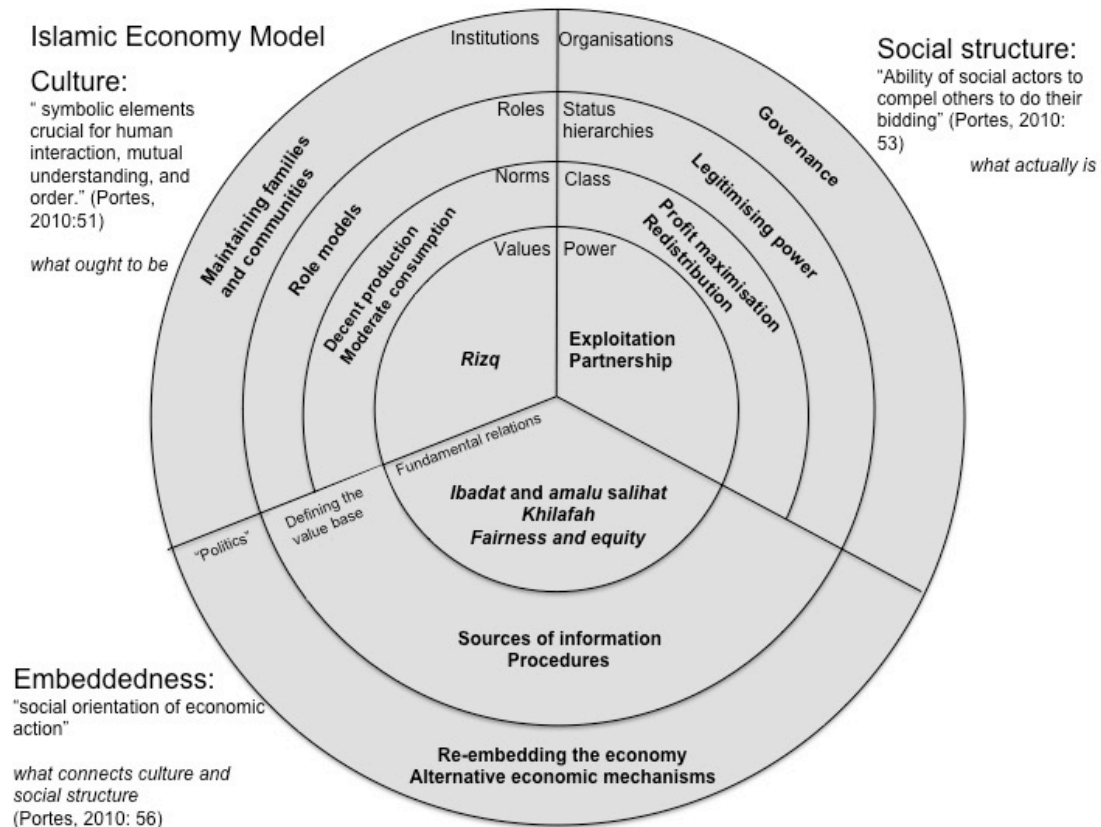 Islamic Economy Model
Culture:
“ symbolic elements
crucial for human
interaction, mutual
understanding, and
order.” (Portes,
2010:51)
what ought to be
Social structure:
“Ability of social actors to
compel others to do their
bidding” (Portes, 2010:
53)
what actually is
Institutions
Organisations
Maintaining families
and communities
Governance
Roles
Status
hierarchies
Role models
Legitimising power
Norms
Class
Decent production
Moderate consumption
Profit maximisation
Redistribution
Values
Power
Rizq
Exploitation
Partnership
Fundamental relations
Ibadat and amalu salihat
Khilafah
Fairness and equity
Defining the
value base
Sources of information
Procedures
“Politics”
Re-embedding the economy
Alternative economic mechanisms
Embeddedness:
“social orientation of economic
action”
what connects culture and
social structure
(Portes, 2010: 56)